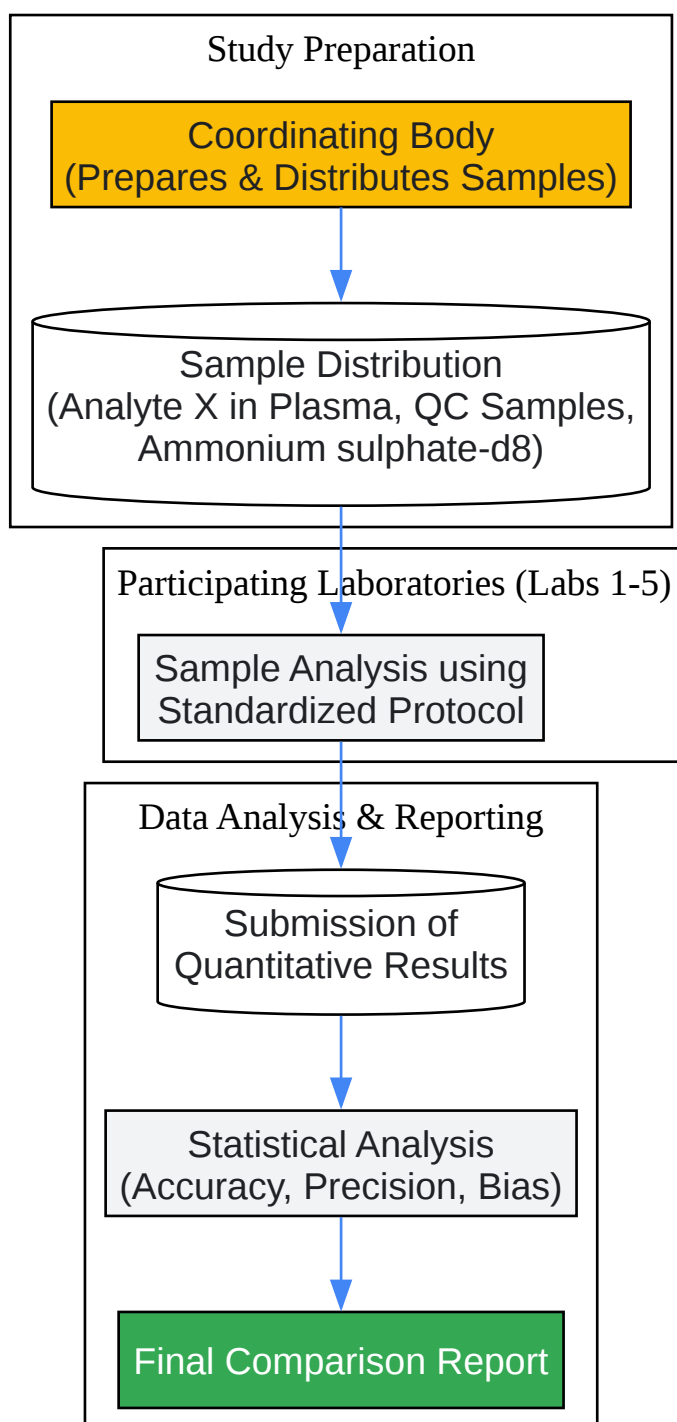 Study Preparation
Coordinating Body
(Prepares & Distributes Samples)
Sample Distribution
(Analyte X in Plasma, QC Samples,
Ammonium sulphate-d8)
Participating Laboratories (Labs 1-5)
Sample Analysis using
Standardized Protocol
Data Analysis & Reporting
Submission of
Quantitative Results
Statistical Analysis
(Accuracy, Precision, Bias)
Final Comparison Report